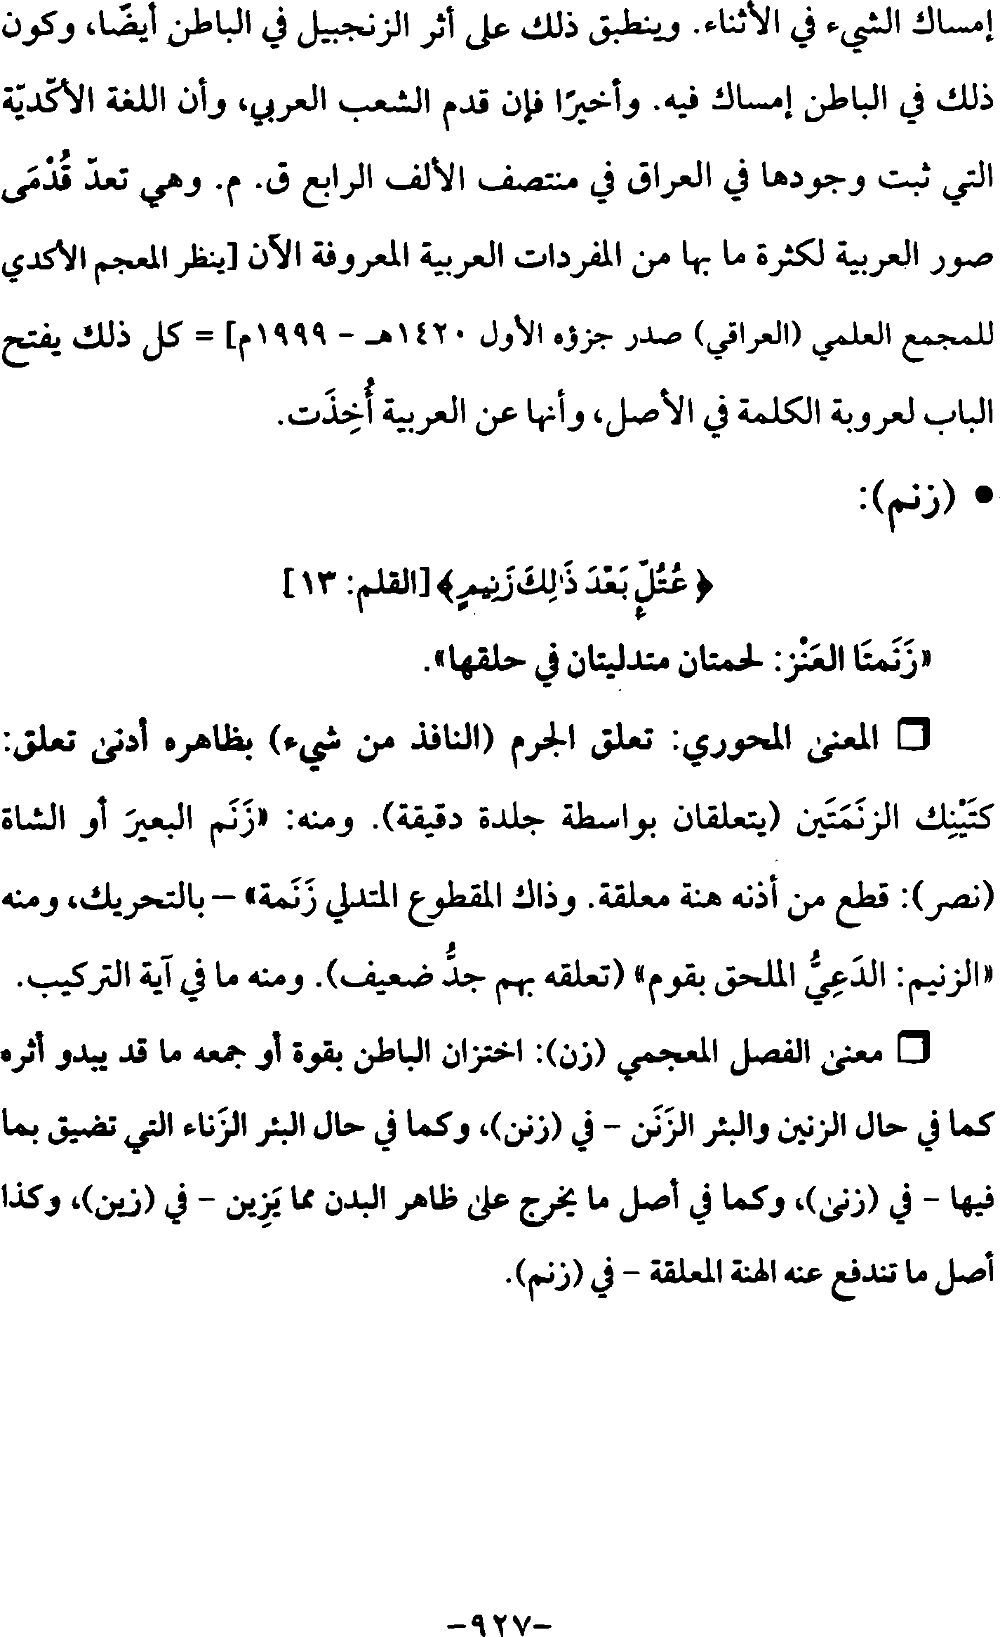 إمساك الشيء في الأثناء. وينطبق ذلك على أثر الزنجبيل في الباطن أيضًا، وكون
ذلك في الباطن إمساك فيه. وأخيرًا فإن قدم الشعب العربي، وأن اللغة الأكّديّة
التي ثبت وجودها في العراق في منتصف الألف الرابع ق. م. وهي تعدّ قُدْمَى
صور العربية لكثرة ما بها من المفردات العربية المعروفة الآن [ينظر المعجم الأكدي
للمجمع العلمي (العراقي) صدر جزؤه الأول ١٤٢٠هـ - ١٩٩٩م] = كل ذلك يفتح
الباب لعروبة الكلمة في الأصل، وأنها عن العربية أُخِذَت.
• (زنم):
﴿عُتُلٍّ بَعْدَ ذَٰلِكَ زَنِيمٍ﴾ [القلم: ١٣]
«زَنَمتَا العَنْز: لحمتان متدليتان في حلقها».
❒ المعنى المحوري: تعلق الجرم (النافذ من شيء) بظاهره أدنىٰ تعلق:
كتَيْنِك الزنَمَتَين (يتعلقان بواسطة جلدة دقيقة). ومنه: «زَنَم البعيرَ أو الشاة
(نصر): قطع من أذنه هنة معلقة. وذاك المقطوع المتدلي زَنَمة» – بالتحريك، ومنه
«الزنيم: الدَعِيُّ الملحق بقوم» (تعلقه بهم جدُّ ضعيف). ومنه ما في آية التركيب.
❒ معنىٰ الفصل المعجمي (زن): اختزان الباطن بقوة أو جمعه ما قد يبدو أثره
كما في حال الزنين والبئر الزَنَن - في (زنن)، وكما في حال البئر الزَناء التي تضيق بما
فيها - في (زنىٰ)، وكما في أصل ما يخرج علىٰ ظاهر البدن مما يَزِين - في (زين)، وكذا
أصل ما تندفع عنه الهنة المعلقة - في (زنم).
-٩٢٧-